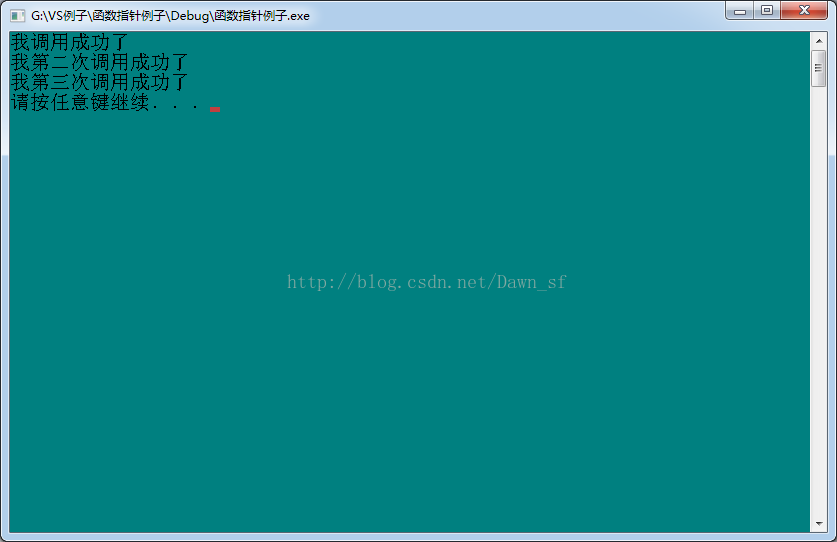 G:\VS例子\函数指针例子\Debug\函数指针例子.exe
我调用成功了
我第二次调用成功了
我第三次调用成功了
请按任意键继续. . .
http://blog.csdn.net/Dawn_sf